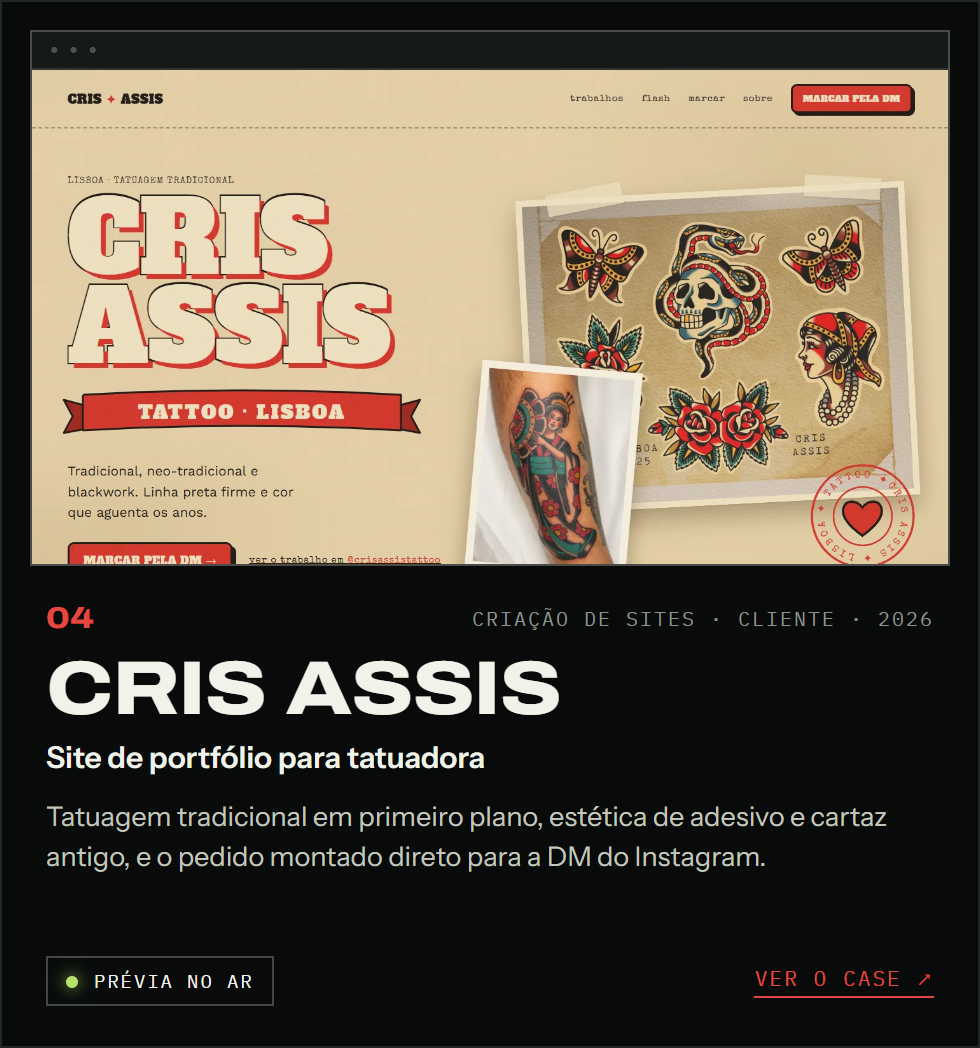 CRIS ✦ ASSIS
trabalhos flash marcar sobre MARCAR PELA DM
LISBOA · TATUAGEM TRADICIONAL
CRIS
ASSIS
TATTOO · LISBOA
Tradicional, neo-tradicional e
blackwork. Linha preta firme e cor
que aguenta os anos.
MARCAR PELA DM →
ver o trabalho em @crisassistattoo
BOA
25
CRIS
ASSIS
TATTOO ✦ CRIS ASSIS ✦ LISBOA ✦
04
CRIAÇÃO DE SITES · CLIENTE · 2026
CRIS ASSIS
Site de portfólio para tatuadora
Tatuagem tradicional em primeiro plano, estética de adesivo e cartaz
antigo, e o pedido montado direto para a DM do Instagram.
PRÉVIA NO AR
VER O CASE ↗